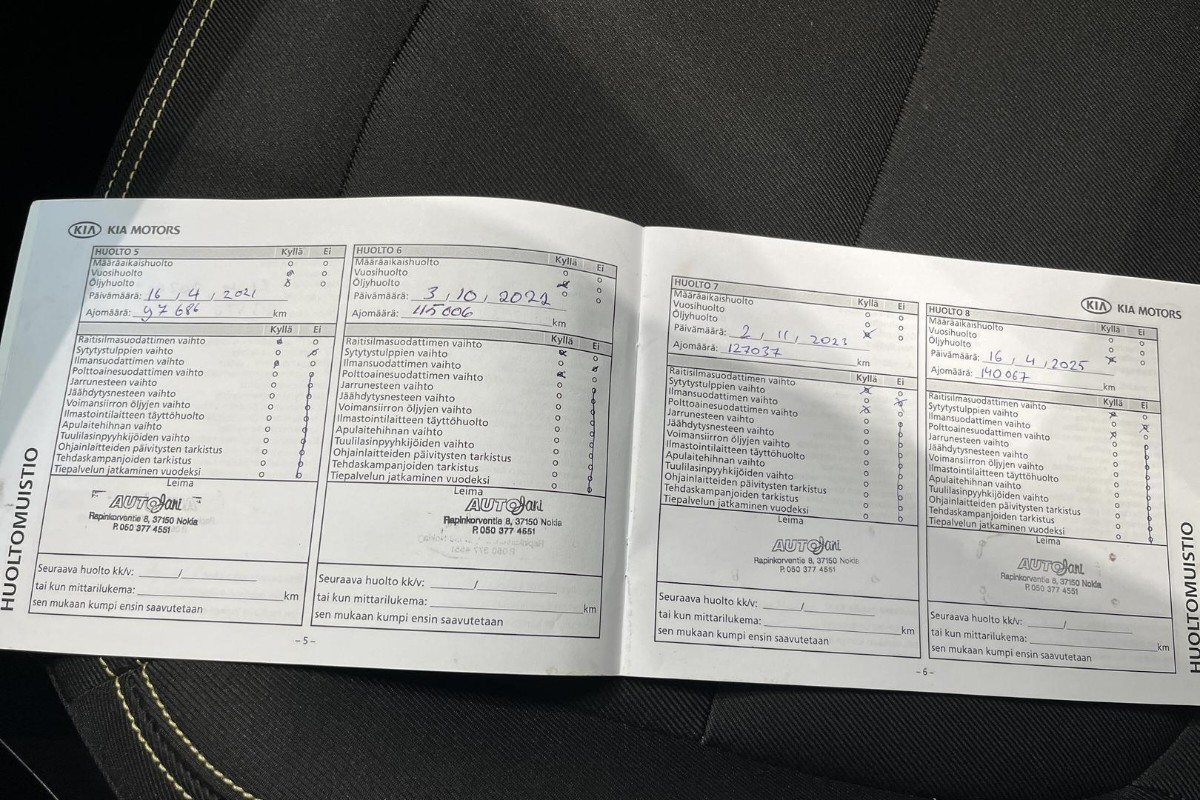 KIA KIA MOTORS
HUOLTO 5 Kyllä Ei
Määräaikaishuolto
Vuosihuolto
Öljyhuolto
Päivämäärä: 16 , 4 , 2021
Ajomäärä: 97 686 km
Kyllä Ei
Raitisilmasuodattimen vaihto
Sytytystulppien vaihto
Ilmansuodattimen vaihto
Polttoainesuodattimen vaihto
Jarrunesteen vaihto
Jäähdytysnesteen vaihto
Voimansiirron öljyjen vaihto
Ilmastointilaitteen täyttöhuolto
Apulaitehihnan vaihto
Tuulilasinpyyhkijöiden vaihto
Ohjainlaitteiden päivitysten tarkistus
Tehdaskampanjoiden tarkistus
Tiepalvelun jatkaminen vuodeksi
Leima
AUTOJani
Rapinkorventie 8, 37150 Nokia
P. 050 377 4551
Seuraava huolto kk/v: /
tai kun mittarilukema: km
sen mukaan kumpi ensin saavutetaan
HUOLTO 6 Kyllä Ei
Määräaikaishuolto
Vuosihuolto
Öljyhuolto
Päivämäärä: 3 , 10 , 2022
Ajomäärä: 115 006 km
Kyllä Ei
Raitisilmasuodattimen vaihto
Sytytystulppien vaihto
Ilmansuodattimen vaihto
Polttoainesuodattimen vaihto
Jarrunesteen vaihto
Jäähdytysnesteen vaihto
Voimansiirron öljyjen vaihto
Ilmastointilaitteen täyttöhuolto
Apulaitehihnan vaihto
Tuulilasinpyyhkijöiden vaihto
Ohjainlaitteiden päivitysten tarkistus
Tehdaskampanjoiden tarkistus
Tiepalvelun jatkaminen vuodeksi
Leima
AUTOJani
Rapinkorventie 8, 37150 Nokia
P. 050 377 4551
Seuraava huolto kk/v: /
tai kun mittarilukema: km
sen mukaan kumpi ensin saavutetaan
HUOLTOMUISTIO
-5-
HUOLTO 7 Kyllä Ei
Määräaikaishuolto
Vuosihuolto
Öljyhuolto
Päivämäärä: 2 , 11 , 2023
Ajomäärä: 127037 km
Kyllä Ei
Raitisilmasuodattimen vaihto
Sytytystulppien vaihto
Ilmansuodattimen vaihto
Polttoainesuodattimen vaihto
Jarrunesteen vaihto
Jäähdytysnesteen vaihto
Voimansiirron öljyjen vaihto
Ilmastointilaitteen täyttöhuolto
Apulaitehihnan vaihto
Tuulilasinpyyhkijöiden vaihto
Ohjainlaitteiden päivitysten tarkistus
Tehdaskampanjoiden tarkistus
Tiepalvelun jatkaminen vuodeksi
Leima
AUTOJani
Rapinkorventie 8, 37150 Nokia
P. 050 377 4551
Seuraava huolto kk/v: /
tai kun mittarilukema: km
sen mukaan kumpi ensin saavutetaan
KIA KIA MOTORS
HUOLTO 8 Kyllä Ei
Määräaikaishuolto
Vuosihuolto
Öljyhuolto
Päivämäärä: 16 , 4 , 2025
Ajomäärä: 140 067 km
Kyllä Ei
Raitisilmasuodattimen vaihto
Sytytystulppien vaihto
Ilmansuodattimen vaihto
Polttoainesuodattimen vaihto
Jarrunesteen vaihto
Jäähdytysnesteen vaihto
Voimansiirron öljyjen vaihto
Ilmastointilaitteen täyttöhuolto
Apulaitehihnan vaihto
Tuulilasinpyyhkijöiden vaihto
Ohjainlaitteiden päivitysten tarkistus
Tehdaskampanjoiden tarkistus
Tiepalvelun jatkaminen vuodeksi
Leima
AUTOJani
Rapinkorventie 8, 37150 Nokia
P. 050 377 4551
Seuraava huolto kk/v: /
tai kun mittarilukema: km
sen mukaan kumpi ensin saavutetaan
HUOLTOMUISTIO
-6-